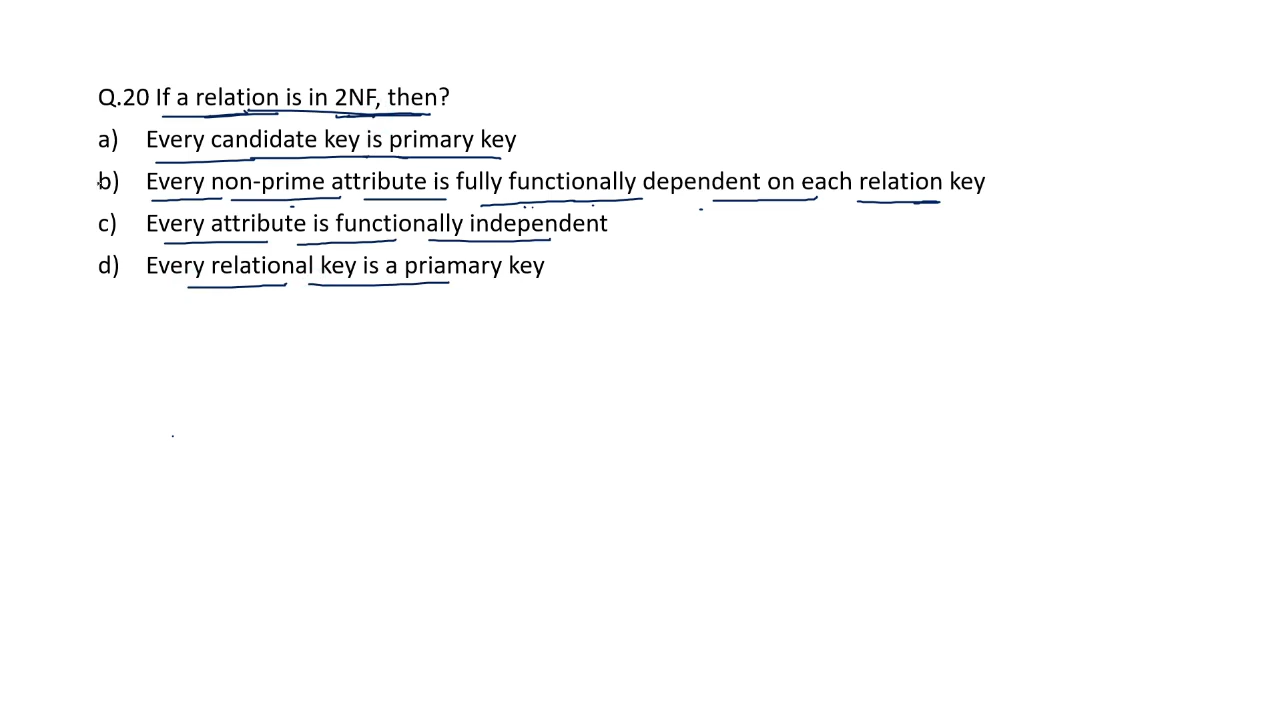 Q.20 If a relation is in 2NF, then?
a) Every candidate key is primary key
b) Every non-prime attribute is fully functionally dependent on each relation key
c) Every attribute is functionally independent
d) Every relational key is a priamary key